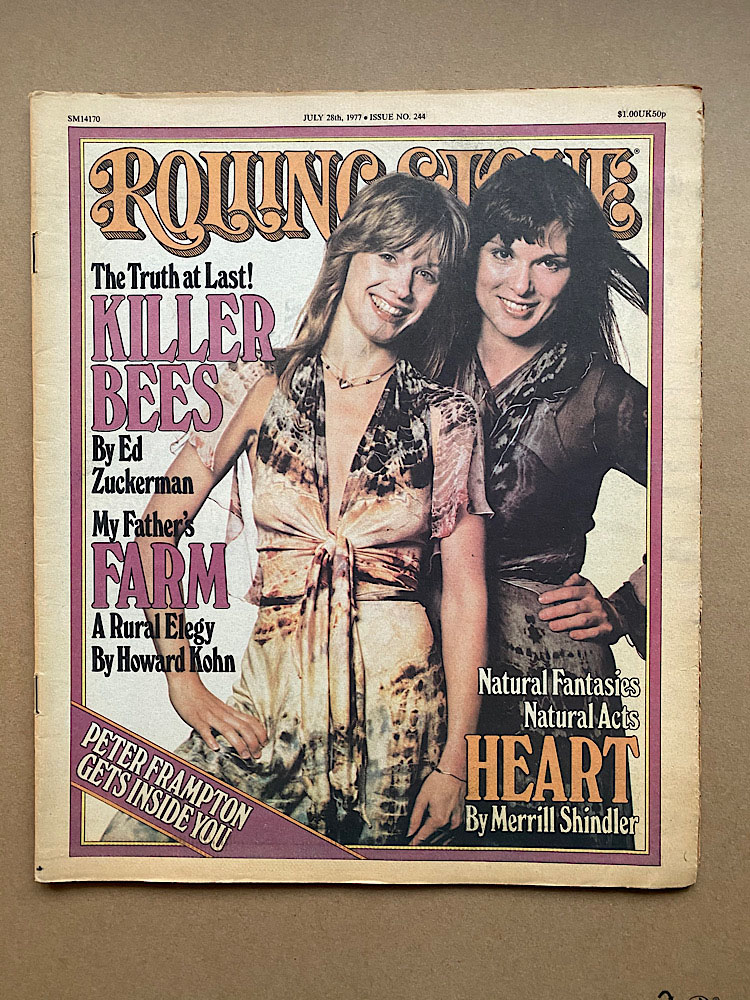 SM14170
JULY 28th, 1977 • ISSUE NO. 244
$1.00UK50p
ROLLING STONE®
The Truth at Last!
KILLER
BEES
By Ed
Zuckerman
My Father's
FARM
A Rural Elegy
By Howard Kohn
PETER FRAMPTON
GETS INSIDE YOU
Natural Fantasies
Natural Acts
HEART
By Merrill Shindler